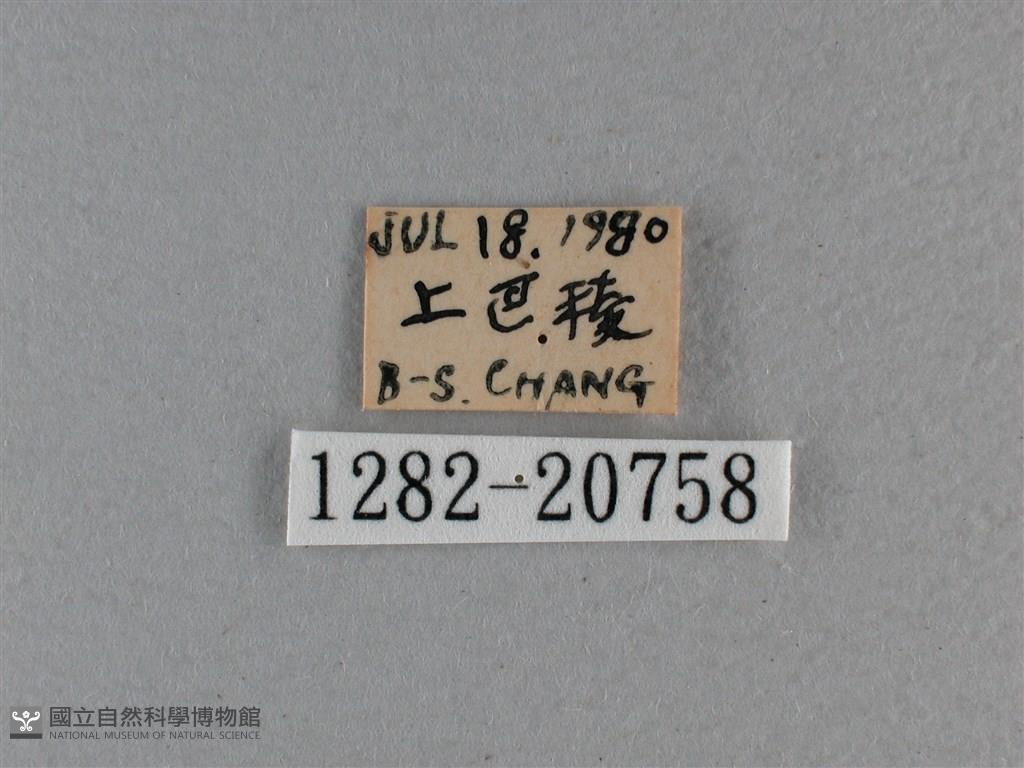 JUL 18. 1980
上巴稜
B-S. CHANG
1282-20758
國立自然科學博物館
NATIONAL MUSEUM OF NATURAL SCIENCE